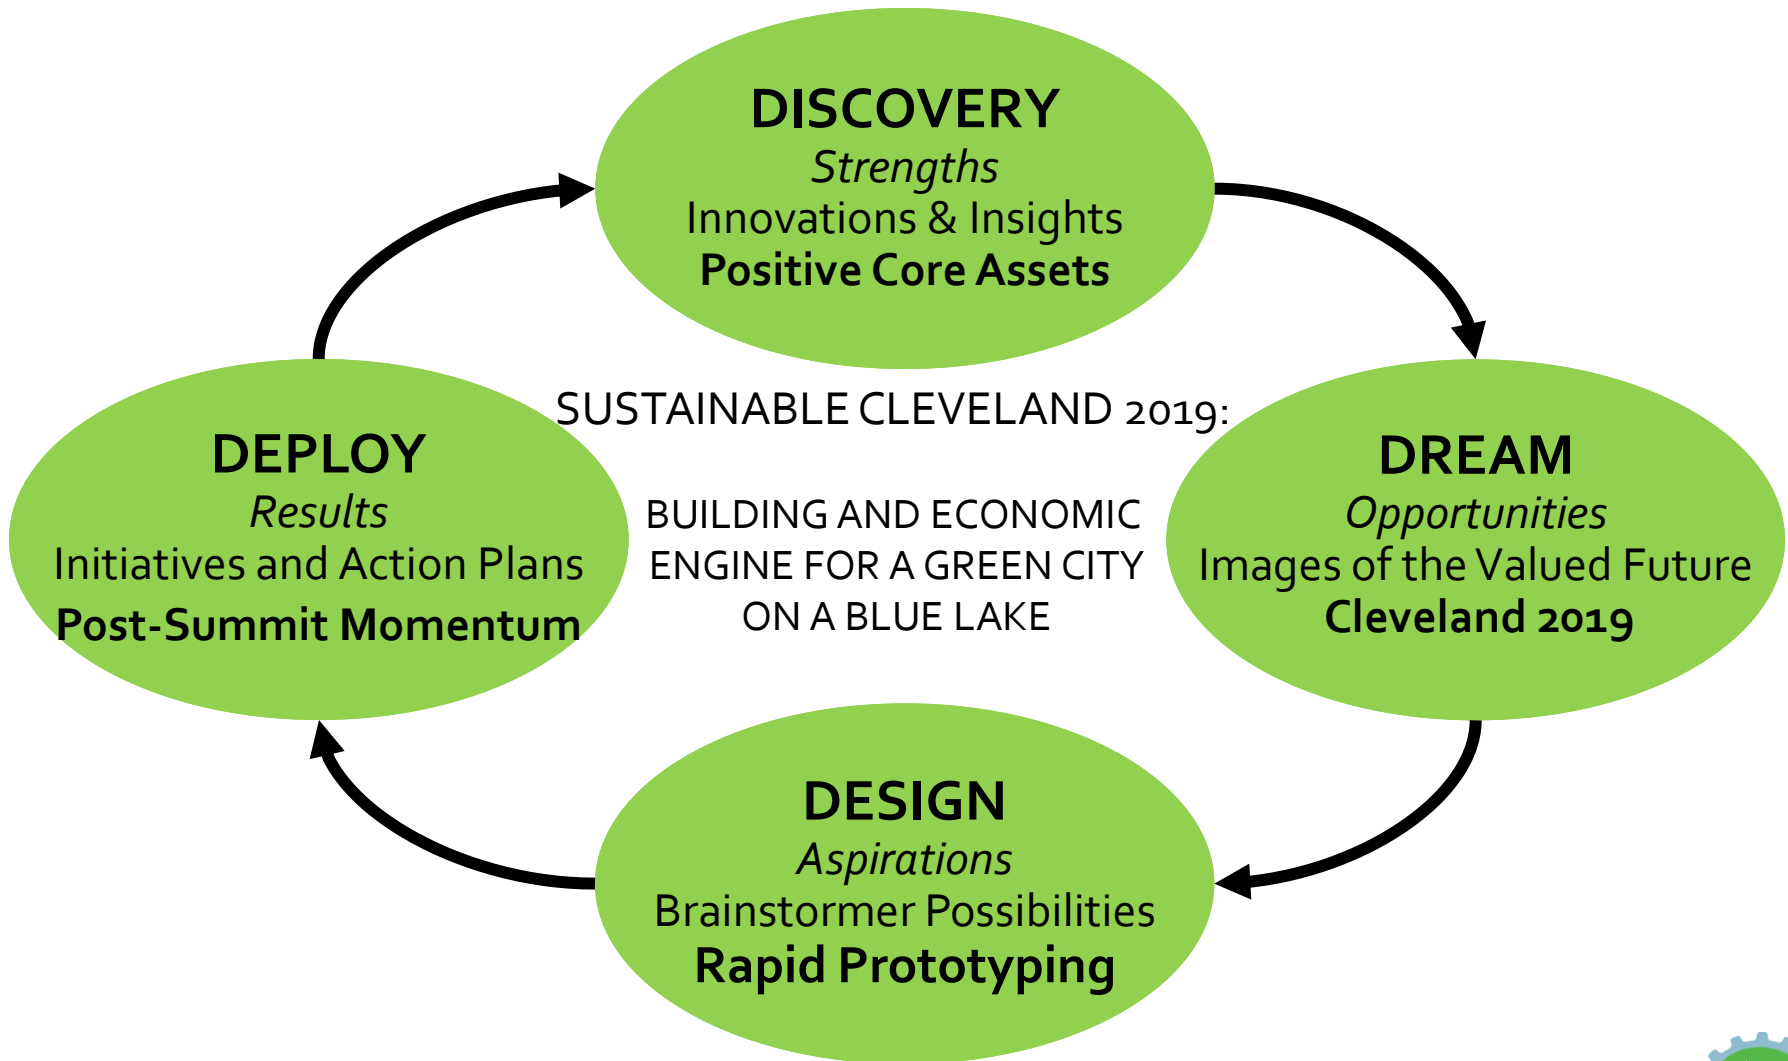 DISCOVERY
Strengths
Innovations & Insights
Positive Core Assets
SUSTAINABLE CLEVELAND 2019:
BUILDING AND ECONOMIC
ENGINE FOR A GREEN CITY
ON A BLUE LAKE
DREAM
Opportunities
Images of the Valued Future
Cleveland 2019
DESIGN
Aspirations
Brainstormer Possibilities
Rapid Prototyping
DEPLOY
Results
Initiatives and Action Plans
Post-Summit Momentum